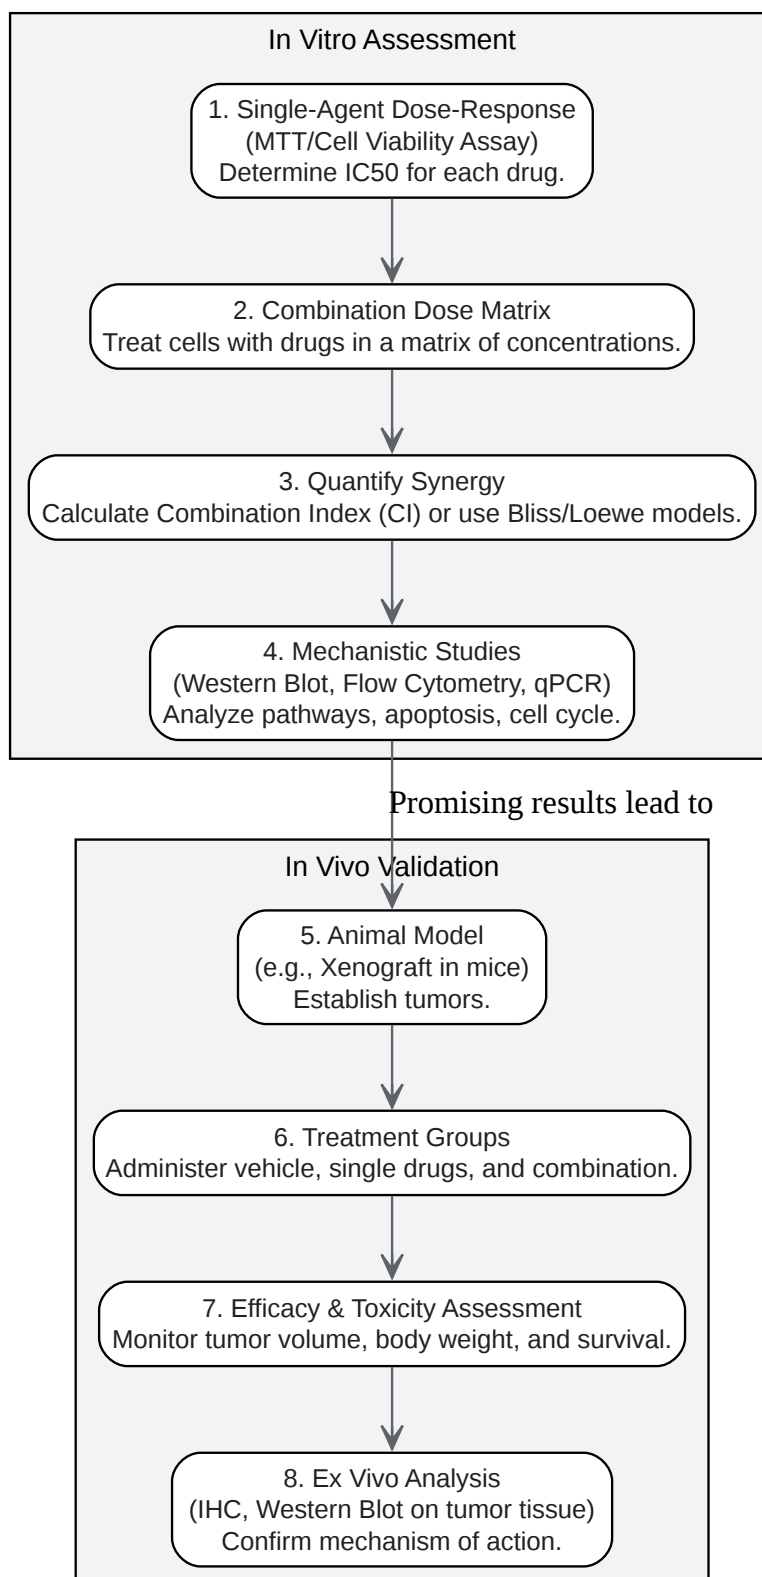 In Vitro Assessment
1. Single-Agent Dose-Response
(MTT/Cell Viability Assay)
Determine IC50 for each drug.
2. Combination Dose Matrix
Treat cells with drugs in a matrix of concentrations.
3. Quantify Synergy
Calculate Combination Index (CI) or use Bliss/Loewe models.
4. Mechanistic Studies
(Western Blot, Flow Cytometry, qPCR)
Analyze pathways, apoptosis, cell cycle.
Promising results lead to
In Vivo Validation
5. Animal Model
(e.g., Xenograft in mice)
Establish tumors.
6. Treatment Groups
Administer vehicle, single drugs, and combination.
7. Efficacy & Toxicity Assessment
Monitor tumor volume, body weight, and survival.
8. Ex Vivo Analysis
(IHC, Western Blot on tumor tissue)
Confirm mechanism of action.